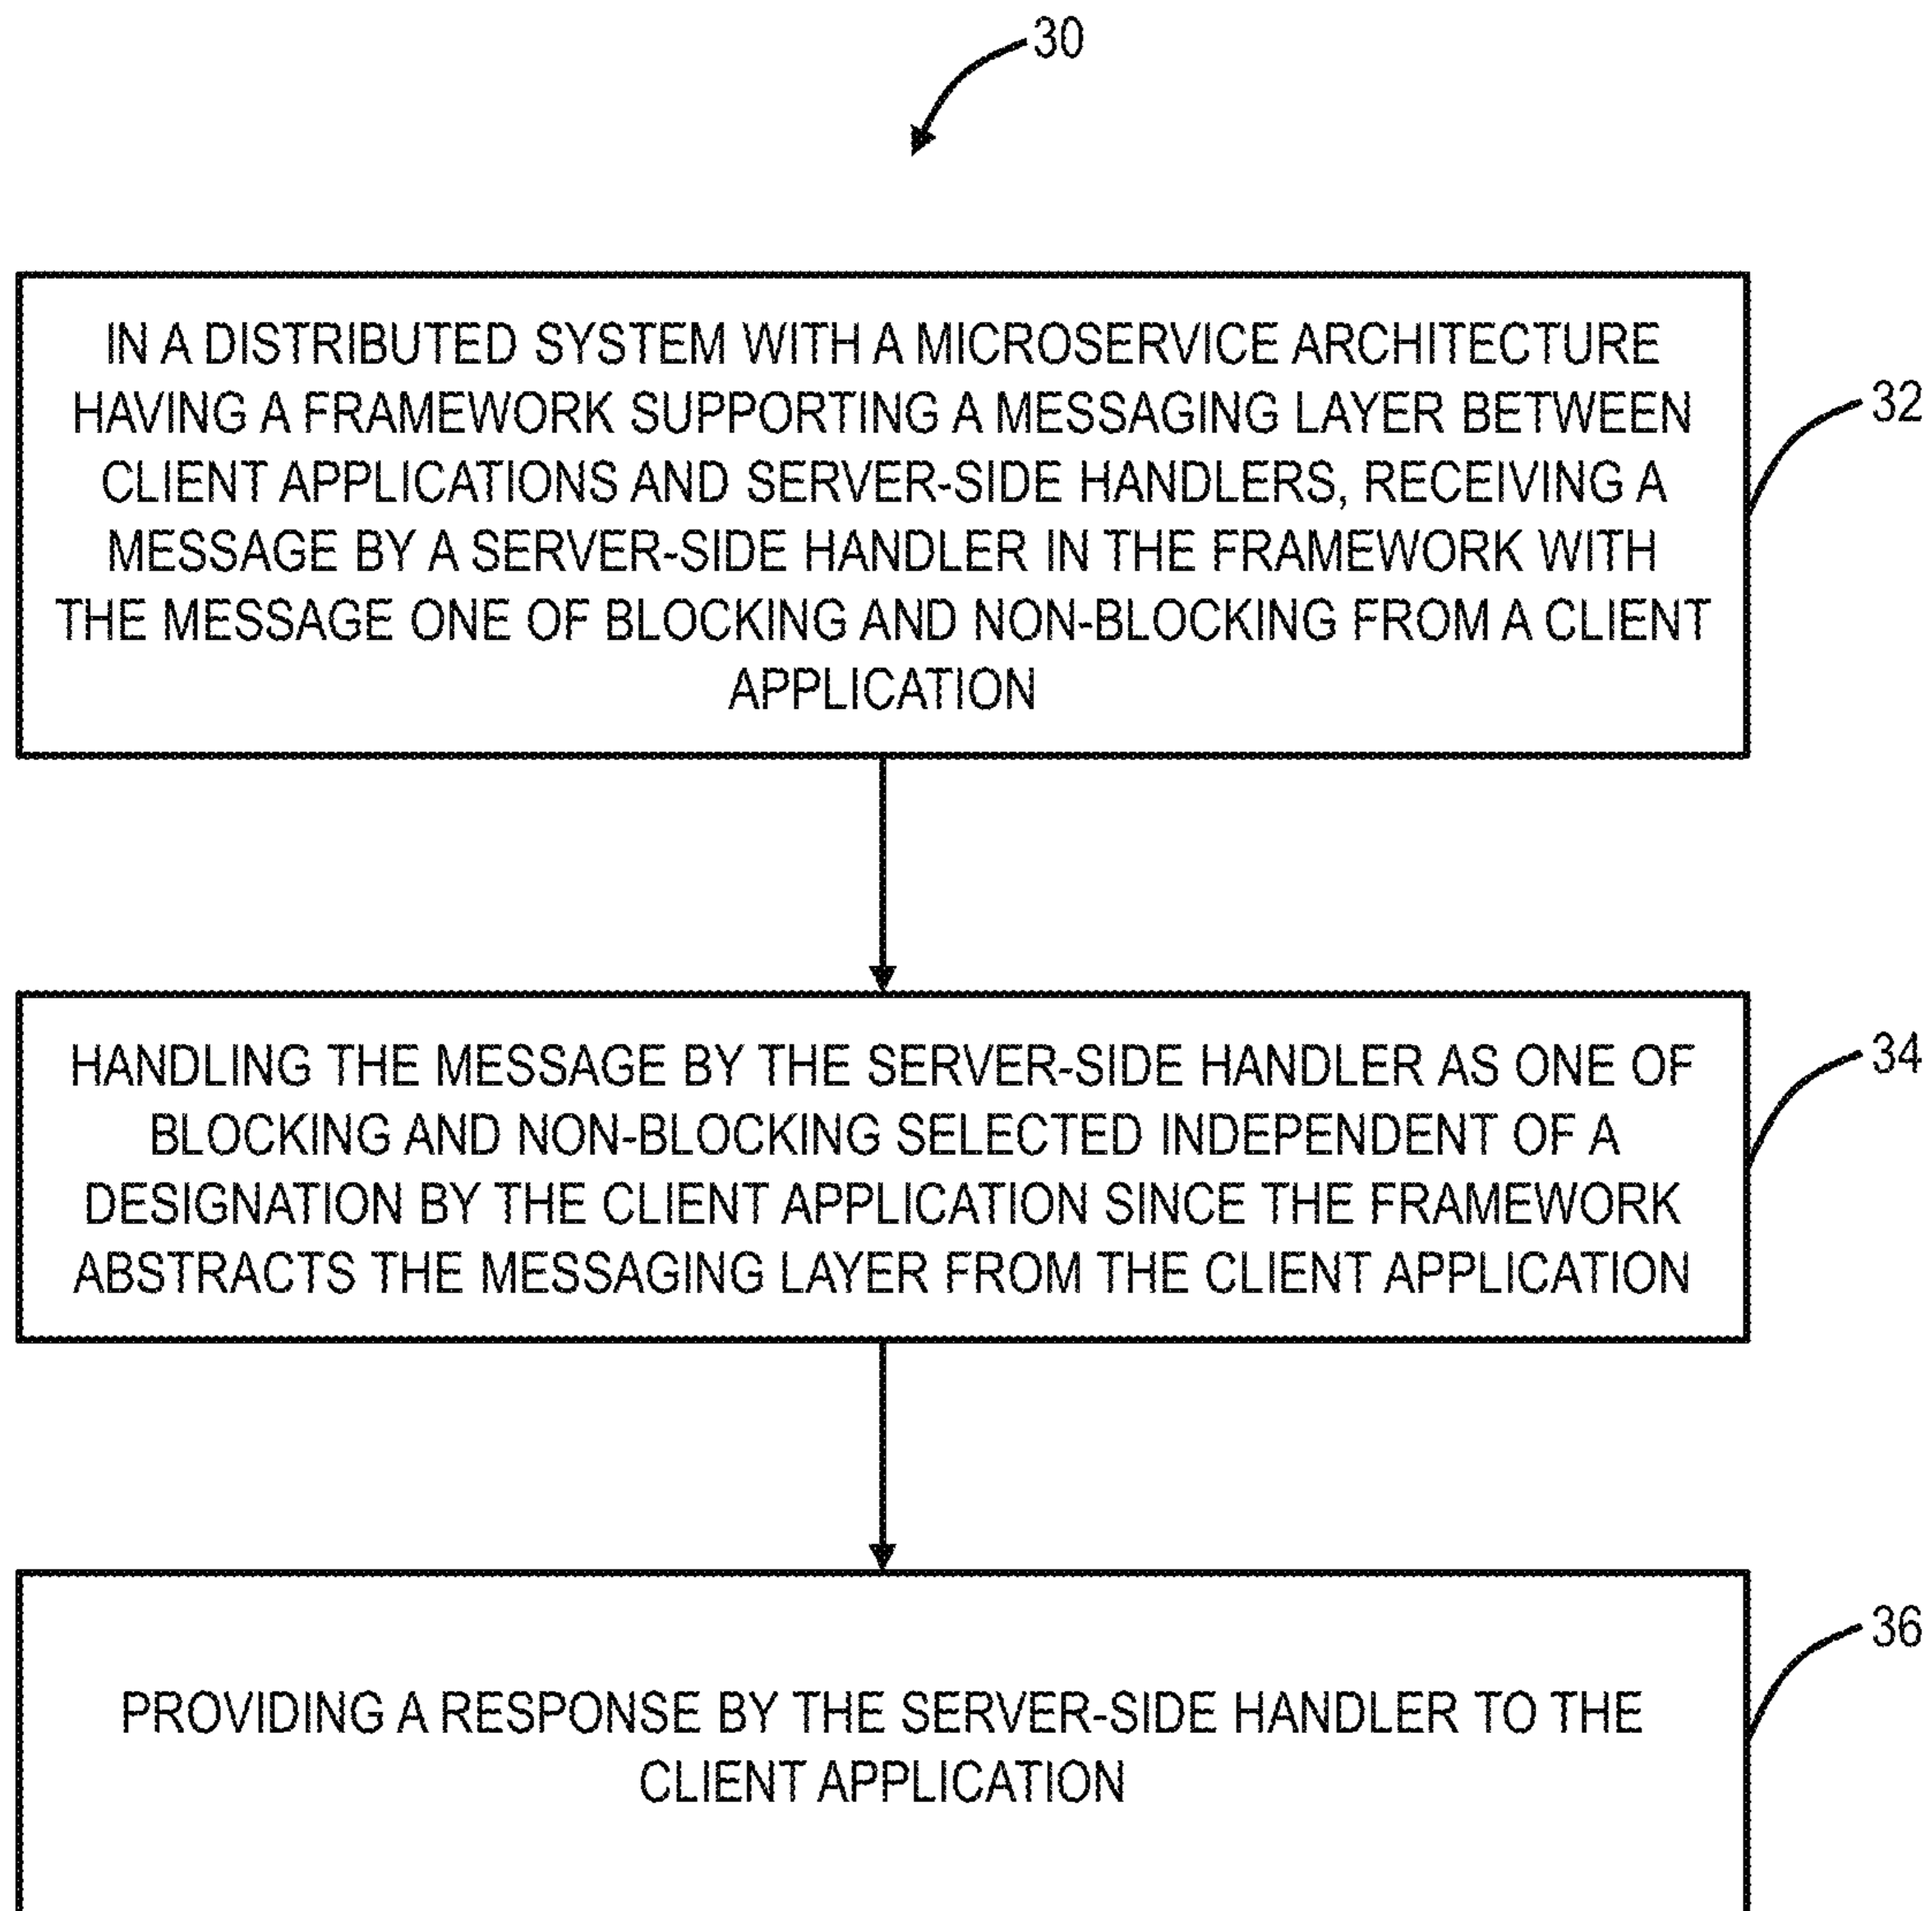 30
IN A DISTRIBUTED SYSTEM WITH A MICROSERVICE ARCHITECTURE
HAVING A FRAMEWORK SUPPORTING A MESSAGING LAYER BETWEEN
CLIENT APPLICATIONS AND SERVER-SIDE HANDLERS, RECEIVING A
MESSAGE BY A SERVER-SIDE HANDLER IN THE FRAMEWORK WITH
THE MESSAGE ONE OF BLOCKING AND NON-BLOCKING FROM A CLIENT
APPLICATION
32
HANDLING THE MESSAGE BY THE SERVER-SIDE HANDLER AS ONE OF
BLOCKING AND NON-BLOCKING SELECTED INDEPENDENT OF A
DESIGNATION BY THE CLIENT APPLICATION SINCE THE FRAMEWORK
ABSTRACTS THE MESSAGING LAYER FROM THE CLIENT APPLICATION
34
PROVIDING A RESPONSE BY THE SERVER-SIDE HANDLER TO THE
CLIENT APPLICATION
36